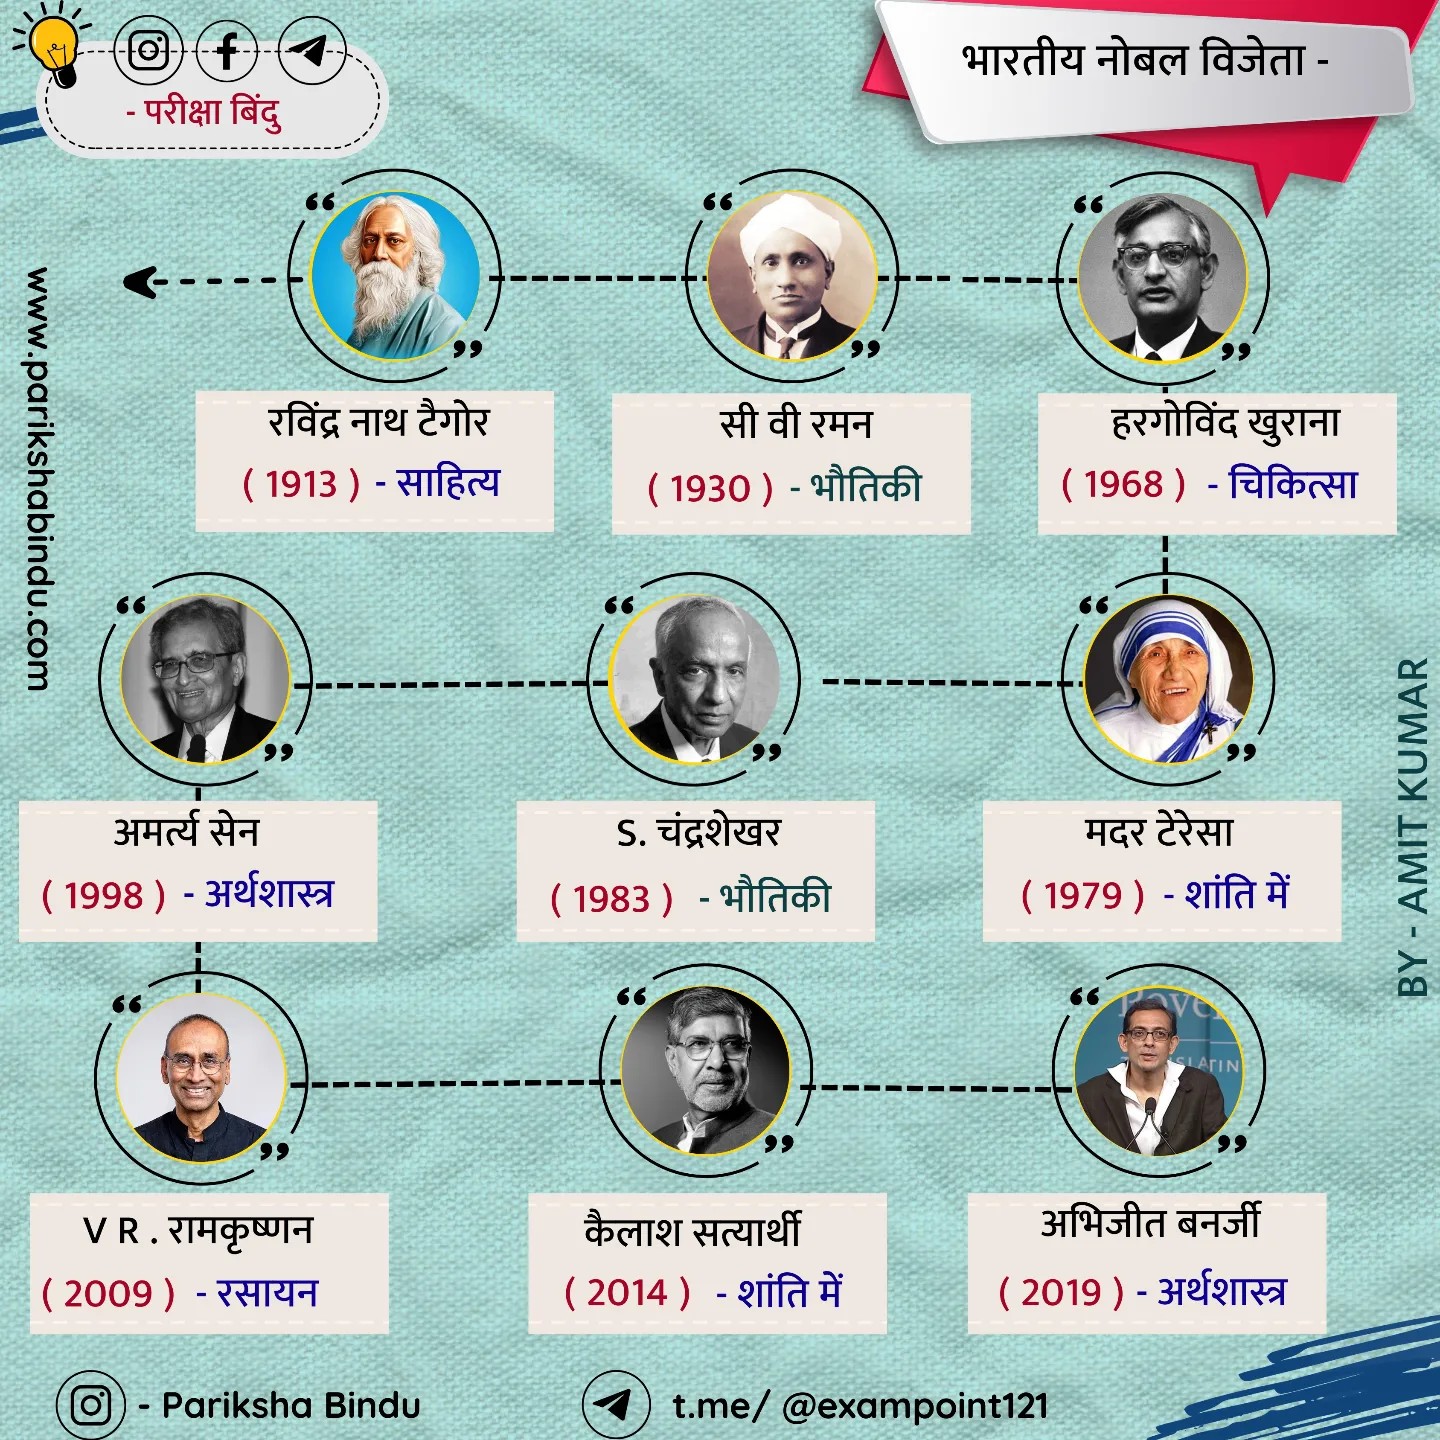 - परीक्षा बिंदु
भारतीय नोबल विजेता -
www.parikshabindu.com
रविंद्र नाथ टैगोर
( 1913 ) - साहित्य
सी वी रमन
( 1930 ) - भौतिकी
हरगोविंद खुराना
( 1968 ) - चिकित्सा
अमर्त्य सेन
( 1998 ) - अर्थशास्त्र
S. चंद्रशेखर
( 1983 ) - भौतिकी
मदर टेरेसा
( 1979 ) - शांति में
BY - AMIT KUMAR
V R . रामकृष्णन
( 2009 ) - रसायन
कैलाश सत्यार्थी
( 2014 ) - शांति में
अभिजीत बनर्जी
( 2019 ) - अर्थशास्त्र
- Pariksha Bindu
t.me/ @exampoint121